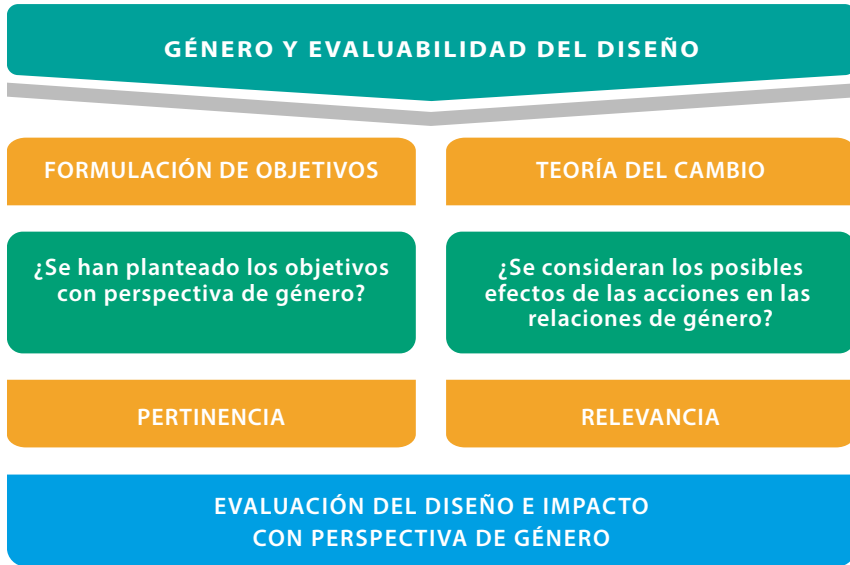 GÉNERO Y EVALUABILIDAD DEL DISEÑO
FORMULACIÓN DE OBJETIVOS
TEORÍA DEL CAMBIO
¿Se han planteado los objetivos
con perspectiva de género?
¿Se consideran los posibles
efectos de las acciones en las
relaciones de género?
PERTINENCIA
RELEVANCIA
EVALUACIÓN DEL DISEÑO E IMPACTO
CON PERSPECTIVA DE GÉNERO